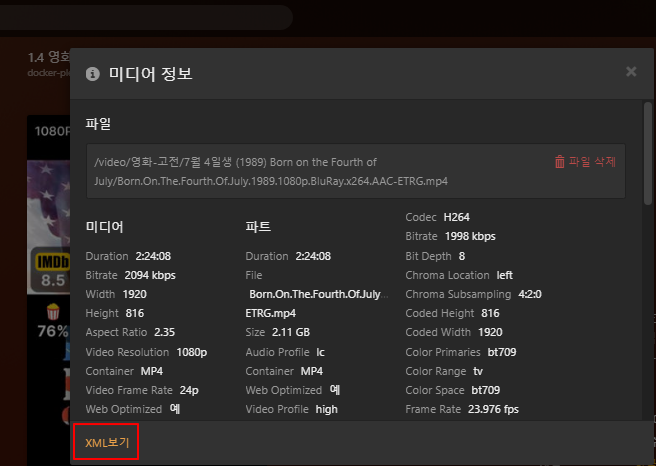 1.4 영화
docker-ple
1080P
IMDb
8.5
76%
미디어 정보
×
파일
/video/영화-고전/7월 4일생 (1989) Born on the Fourth of
July/Born.On.The.Fourth.Of.July.1989.1080p.BluRay.x264.AAC-ETRG.mp4
파일 삭제
미디어
Duration 2:24:08
Bitrate 2094 kbps
Width 1920
Height 816
Aspect Ratio 2.35
Video Resolution 1080p
Container MP4
Video Frame Rate 24p
Web Optimized 예
파트
Duration 2:24:08
File
Born.On.The.Fourth.Of.July...
ETRG.mp4
Size 2.11 GB
Audio Profile lc
Container MP4
Web Optimized 예
Video Profile high
Codec H264
Bitrate 1998 kbps
Bit Depth 8
Chroma Location left
Chroma Subsampling 4:2:0
Coded Height 816
Coded Width 1920
Color Primaries bt709
Color Range tv
Color Space bt709
Frame Rate 23.976 fps
XML보기